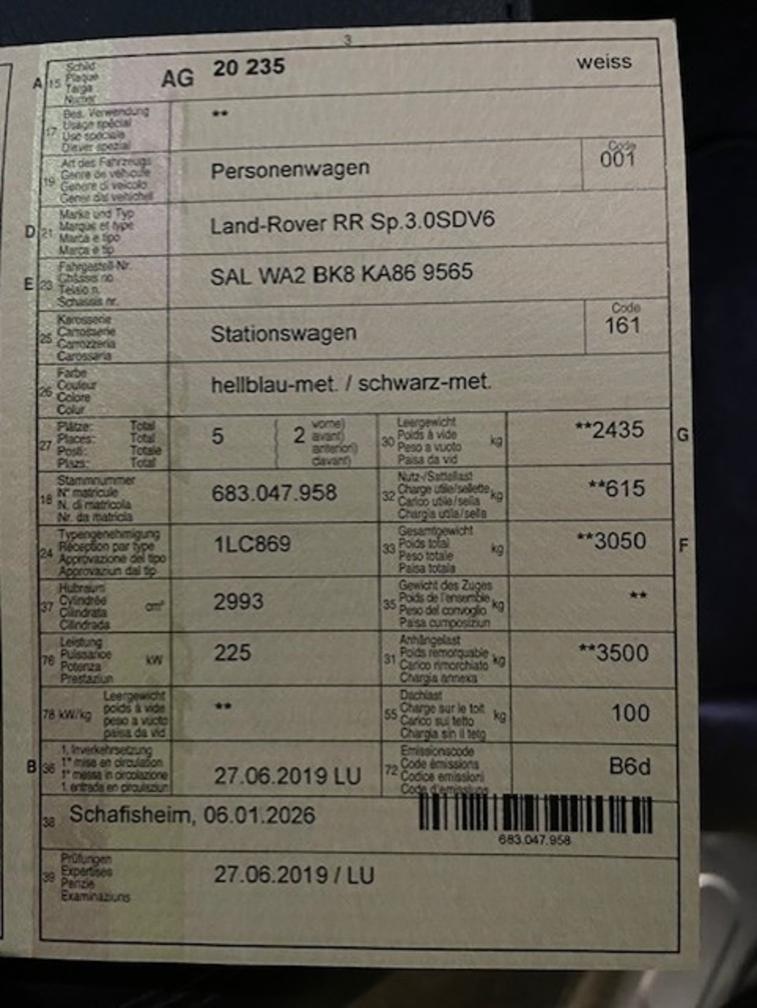 3
A 15 Schild
Plaque
Targa
Numer
AG 20 235 weiss
17 Bes. Verwendung
Usage spécial
Uso speciale
Diever spezial
**
19 Art des Fahrzeugs
Genre de véhicule
Genere di veicolo
Gener dal vehichel
Personenwagen
Code
001
D 21 Marke und Typ
Marque et type
Marca e tipo
Marca e tip
Land-Rover RR Sp.3.0SDV6
E 23 Fahrgestell-Nr.
Châssis no
Telaio n.
Schassis nr.
SAL WA2 BK8 KA86 9565
25 Karosserie
Carrosserie
Carrozzeria
Carossaria
Stationswagen
Code
161
26 Farbe
Couleur
Colore
Colur
hellblau-met. / schwarz-met.
27 Plätze: Total
Places: Total
Posti: Totale
Plazs: Total
5 ( 2 vorne)
avant)
anteriori)
davant)
30 Leergewicht
Poids à vide
Peso a vuoto
Paisa da vid
kg
**2435 G
18 Stammnummer
N° matricule
N. di matricola
Nr. da matricla
683.047.958
32 Nutz-/Sattellast
Charge utile/sellette
Carico utile/sella
Chargia utila/sella
kg
**615
24 Typengenehmigung
Réception par type
Approvazione del tipo
Approvaziun dal tip
1LC869
33 Gesamtgewicht
Poids total
Peso totale
Paisa totala
kg
**3050 F
37 Hubraum
Cylindrée
Cilindrata
Cilindrada
cm³
2993
35 Gewicht des Zuges
Poids de l'ensemble
Peso del convoglio
Paisa cumposiziun
kg
**
76 Leistung
Puissance
Potenza
Prestaziun
kW
225
31 Anhängelast
Poids remorquable
Carico rimorchiato
Chargia annexa
kg
**3500
78 kW/kg Leergewicht
poids à vide
peso a vuoto
paisa da vid
**
55 Dachlast
Charge sur le toit
Carico sul tetto
Chargia sin il tetg
kg
100
B 36 1. Inverkehrsetzung
1re mise en circulation
1a messa in circolazione
1. entrada en circulaziun
27.06.2019 LU
72 Emissionscode
Code émissions
Codice emissioni
Code d'emissiun
B6d
38 Schafisheim, 06.01.2026
683.047.958
39 Prüfungen
Expertises
Perizie
Examinaziuns
27.06.2019 / LU